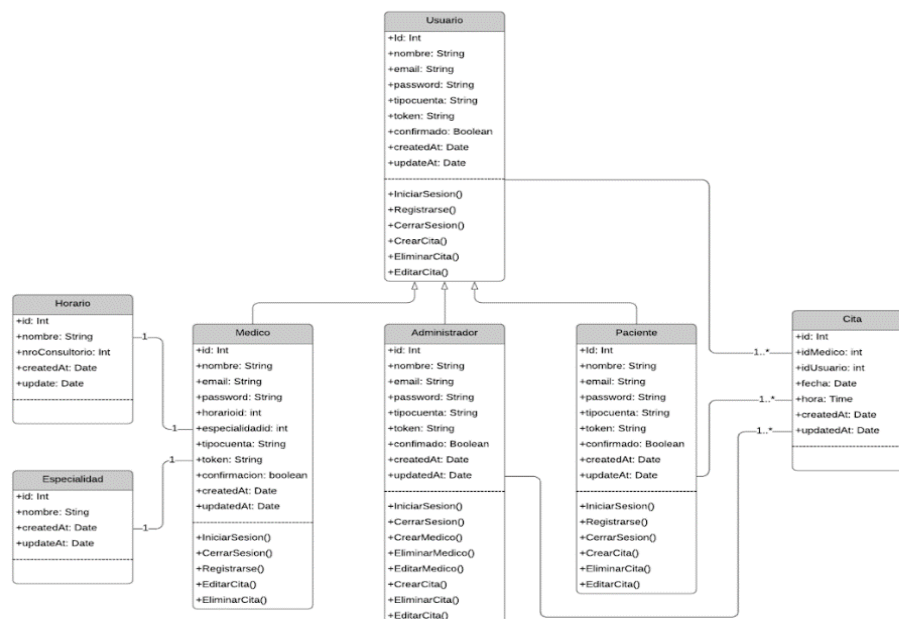 Usuario
+Id: Int
+nombre: String
+email: String
+password: String
+tipocuenta: String
+token: String
+confirmado: Boolean
+createdAt: Date
+updateAt: Date
+IniciarSesion()
+Registrarse()
+CerrarSesion()
+CrearCita()
+EliminarCita()
+EditarCita()
Horario
+id: Int
+nombre: String
+nroConsultorio: Int
+createdAt: Date
+update: Date
1
1
Especialidad
+id: Int
+nombre: Sting
+createdAt: Date
+updateAt: Date
1
1
Medico
+id: Int
+nombre: String
+email: String
+password: String
+horarioid: int
+especialidadid: int
+tipocuenta: String
+token: String
+confirmacion: boolean
+createdAt: Date
+updatedAt: Date
+IniciarSesion()
+CerrarSesion()
+Registrarse()
+EditarCita()
+EliminarCita()
Administrador
+id: Int
+nombre: String
+email: String
+password: String
+tipocuenta: String
+token: String
+confimado: Boolean
+createdAt: Date
+updatedAt: Date
+IniciarSesion()
+CerrarSesion()
+CrearMedico()
+EliminarMedico()
+EditarMedico()
+CrearCita()
+EliminarCita()
+EditarCita()
Paciente
+Id: Int
+nombre: String
+email: String
+password: String
+tipocuenta: String
+token: String
+confirmado: Boolean
+createdAt: Date
+updateAt: Date
+IniciarSesion()
+Registrarse()
+CerrarSesion()
+CrearCita()
+EliminarCita()
+EditarCita()
1..*
1..*
1..*
Cita
+id: Int
+idMedico: int
+idUsuario: int
+fecha: Date
+hora: Time
+createdAt: Date
+updatedAt: Date